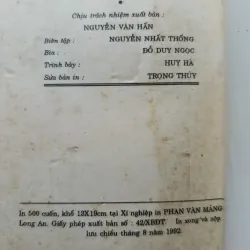 Chịu trách nhiệm xuất bản :
NGUYỄN VĂN HÂN
Biên tập : NGUYỄN NHẤT THỐNG
Bìa : ĐỖ DUY NGỌC
Trình bày : HUY HÀ
Sửa bản in : TRỌNG THỦY
In 500 cuốn, khổ 13X19cm tại Xí nghiệp in PHAN VĂN MẢNG
Long An. Giấy phép xuất bản số : 42/XBĐT. In xong và nộp
lưu chiểu tháng 8 năm 1992